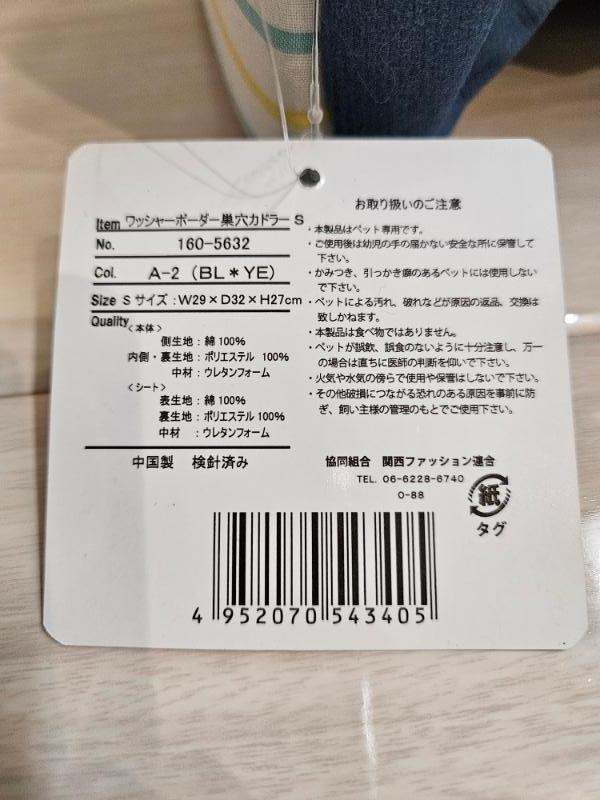 Item ワッシャーボーダー巣穴カドラー S
No. 160-5632
Col. A-2 (BL*YE)
Size S サイズ : W29×D32×H27cm
Quality <本体>
側生地 : 綿 100%
内側・裏生地 : ポリエステル 100%
中材 : ウレタンフォーム
<シート>
表生地 : 綿 100%
裏生地 : ポリエステル 100%
中材 : ウレタンフォーム
中国製 検針済み
お取り扱いのご注意
・本製品はペット専用です。
・ご使用後は幼児の手の届かない安全な所に保管して
下さい。
・かみつき、引っかき癖のあるペットには使用しない
で下さい。
・ペットによる汚れ、破れなどが原因の返品、交換は
致しかねます。
・本製品は食べ物ではありません。
・ペットが誤飲、誤食のないように十分注意し、万一
の場合は直ちに医師の判断を仰いで下さい。
・火気や水気の傍らで使用や保管はしないで下さい。
・その他破損につながる恐れのある原因を事前に防
ぎ、飼い主様の管理のもとでご使用下さい。
協同組合 関西ファッション連合
TEL. 06-6228-6740
O-88
紙
タグ
4 952070 543405